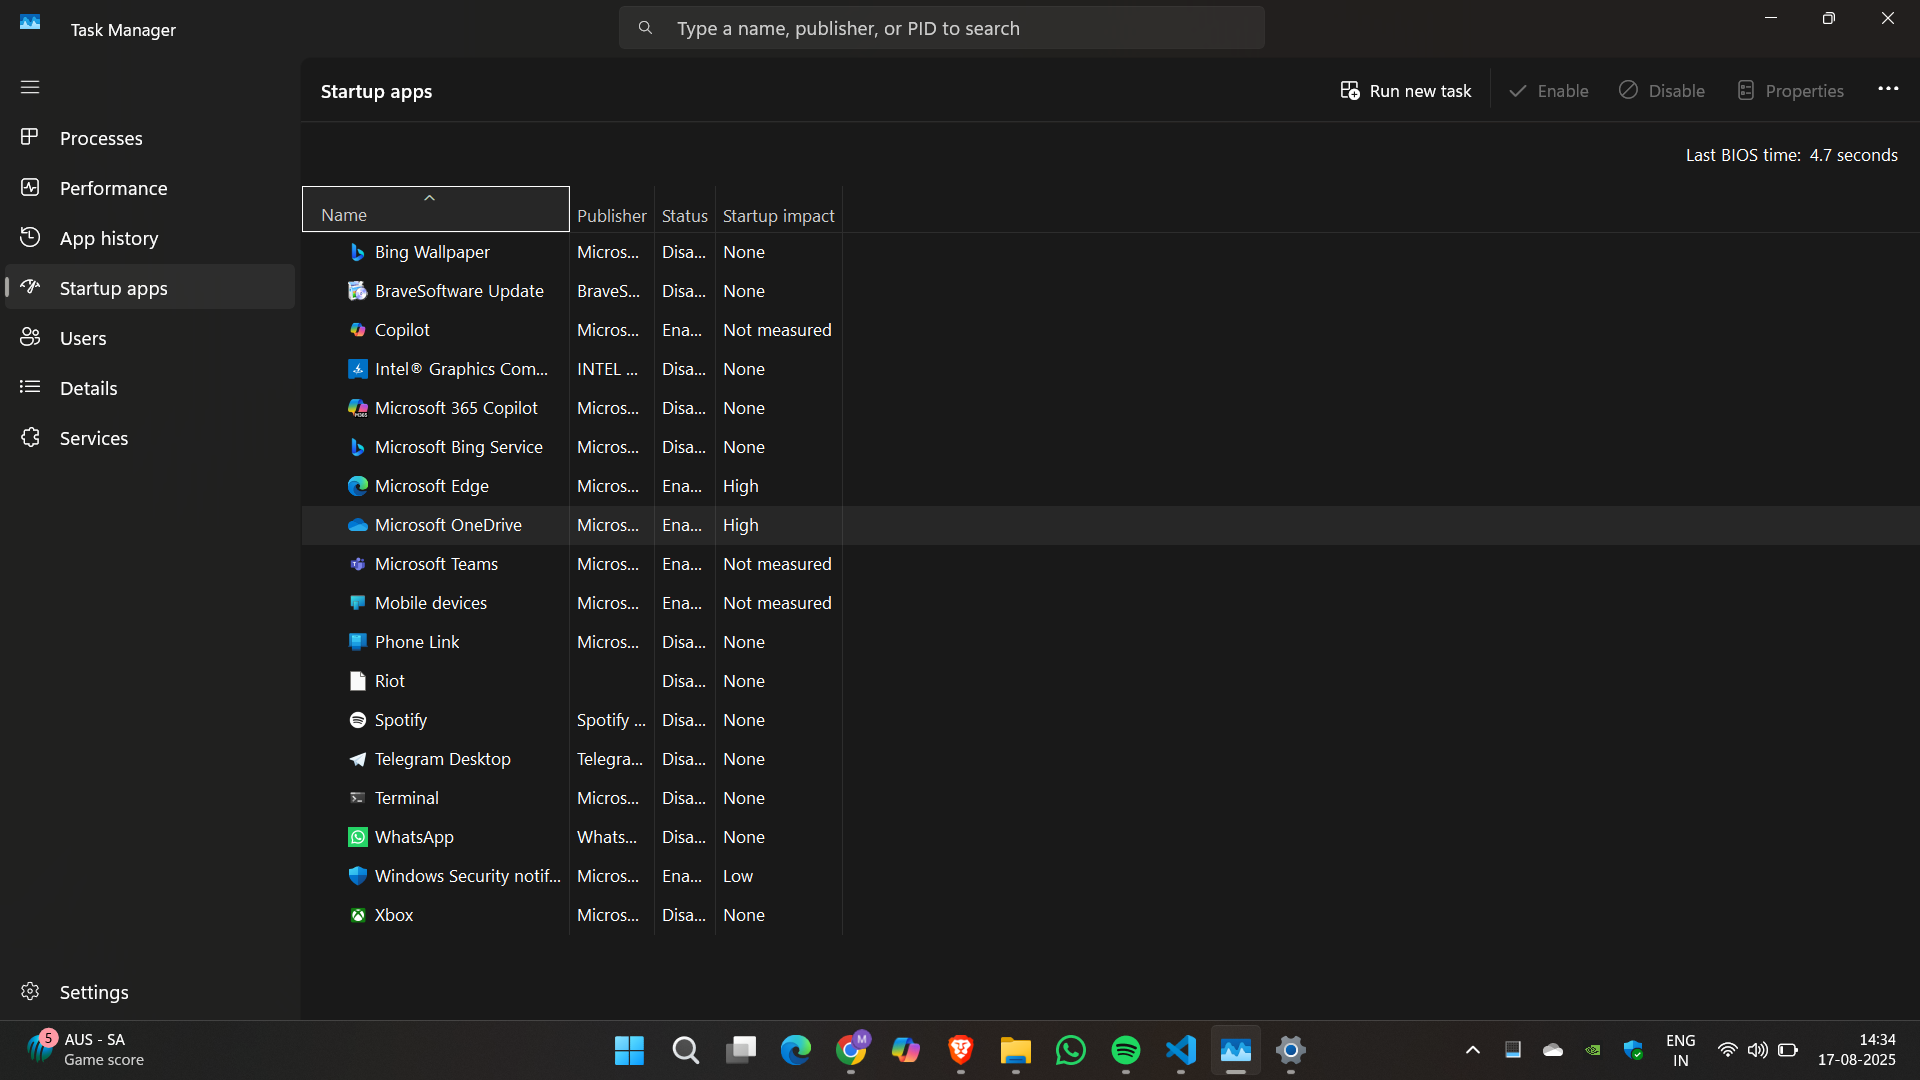 Task Manager
Type a name, publisher, or PID to search
Processes
Performance
App history
Startup apps
Users
Details
Services
Settings
Startup apps
Run new task
Enable
Disable
Properties
Last BIOS time: 4.7 seconds
Name Publisher Status Startup impact
Bing Wallpaper Micros... Disa... None
BraveSoftware Update BraveS... Disa... None
Copilot Micros... Ena... Not measured
Intel® Graphics Com... INTEL ... Disa... None
Microsoft 365 Copilot Micros... Disa... None
Microsoft Bing Service Micros... Disa... None
Microsoft Edge Micros... Ena... High
Microsoft OneDrive Micros... Ena... High
Microsoft Teams Micros... Ena... Not measured
Mobile devices Micros... Ena... Not measured
Phone Link Micros... Disa... None
Riot Disa... None
Spotify Spotify ... Disa... None
Telegram Desktop Telegra... Disa... None
Terminal Micros... Disa... None
WhatsApp Whats... Disa... None
Windows Security notif... Micros... Ena... Low
Xbox Micros... Disa... None
5
AUS - SA
Game score
M
ENG
IN
14:34
17-08-2025